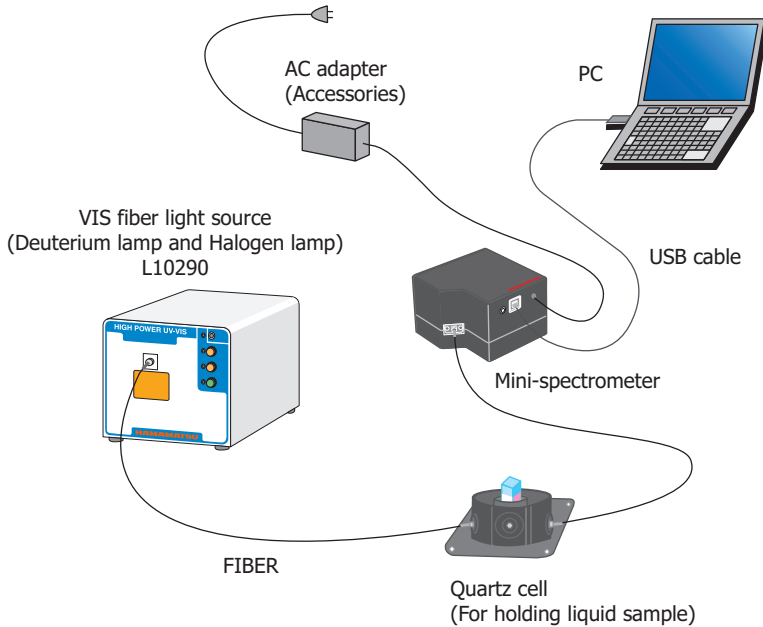 AC adapter
(Accessories)
PC
VIS fiber light source
(Deuterium lamp and Halogen lamp)
L10290
USB cable
HIGH POWER UV-VIS
Mini-spectrometer
HAMAMATSU
FIBER
Quartz cell
(For holding liquid sample)